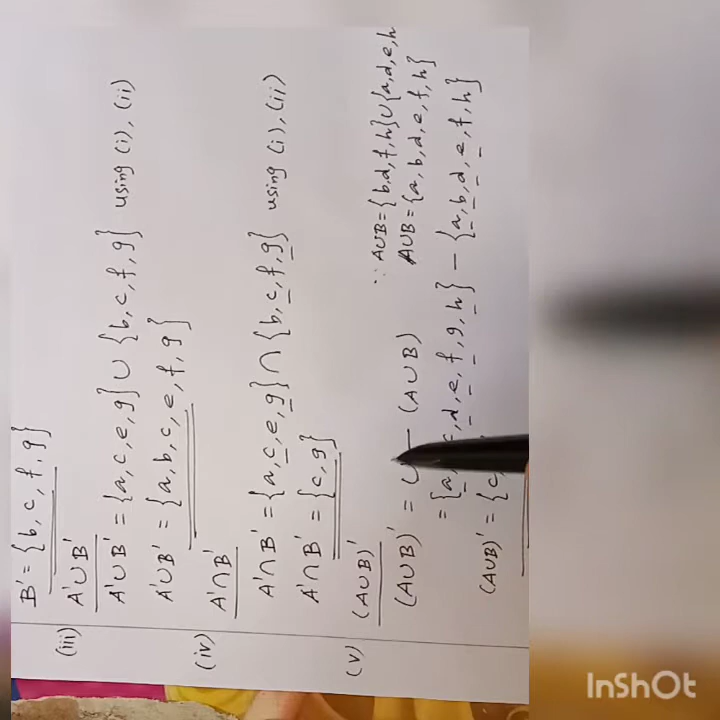 B' = {b, c, f, g}
(iii) A'∪B'
A'∪B' = {a, c, e, g} ∪ {b, c, f, g} using (i), (ii)
A'∪B' = {a, b, c, e, f, g}
(iv) A'∩B'
A'∩B' = {a, c, e, g} ∩ {b, c, f, g} using (i), (ii)
A'∩B' = {c, g}
(v) (A∪B)'
∵ A∪B = {b, d, f, h} ∪ {a, d, e, h
(A∪B)' = (A∪B) A∪B = {a, b, d, e, f, h}
= {a, c, d, e, f, g, h} - {a, b, d, e, f, h}
(A∪B)' = {c,
InShOt